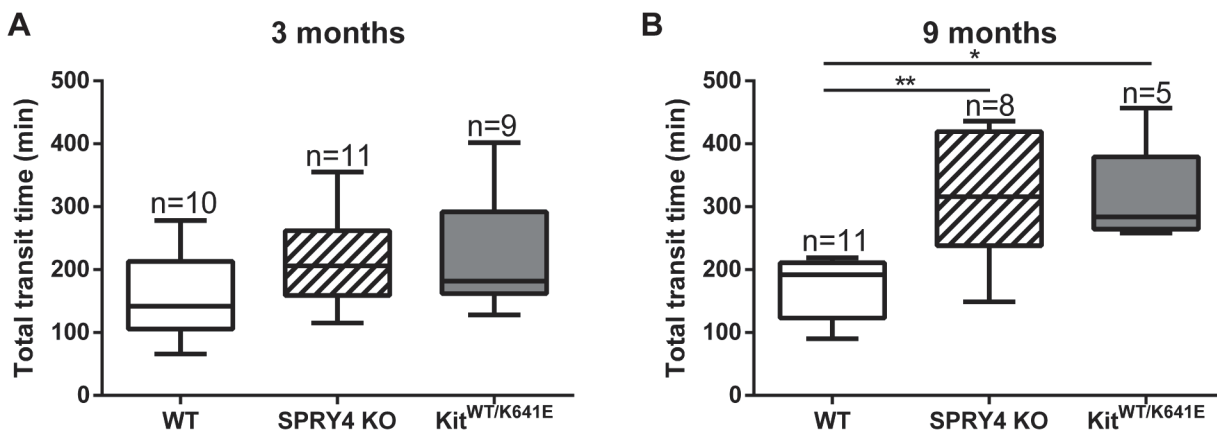 A
3 months
Total transit time (min)
500
400
300
200
100
0
n=10
n=11
n=9
WT
SPRY4 KO
Kit^WT/K641E
B
9 months
Total transit time (min)
500
400
300
200
100
0
*
**
n=11
n=8
n=5
WT
SPRY4 KO
Kit^WT/K641E